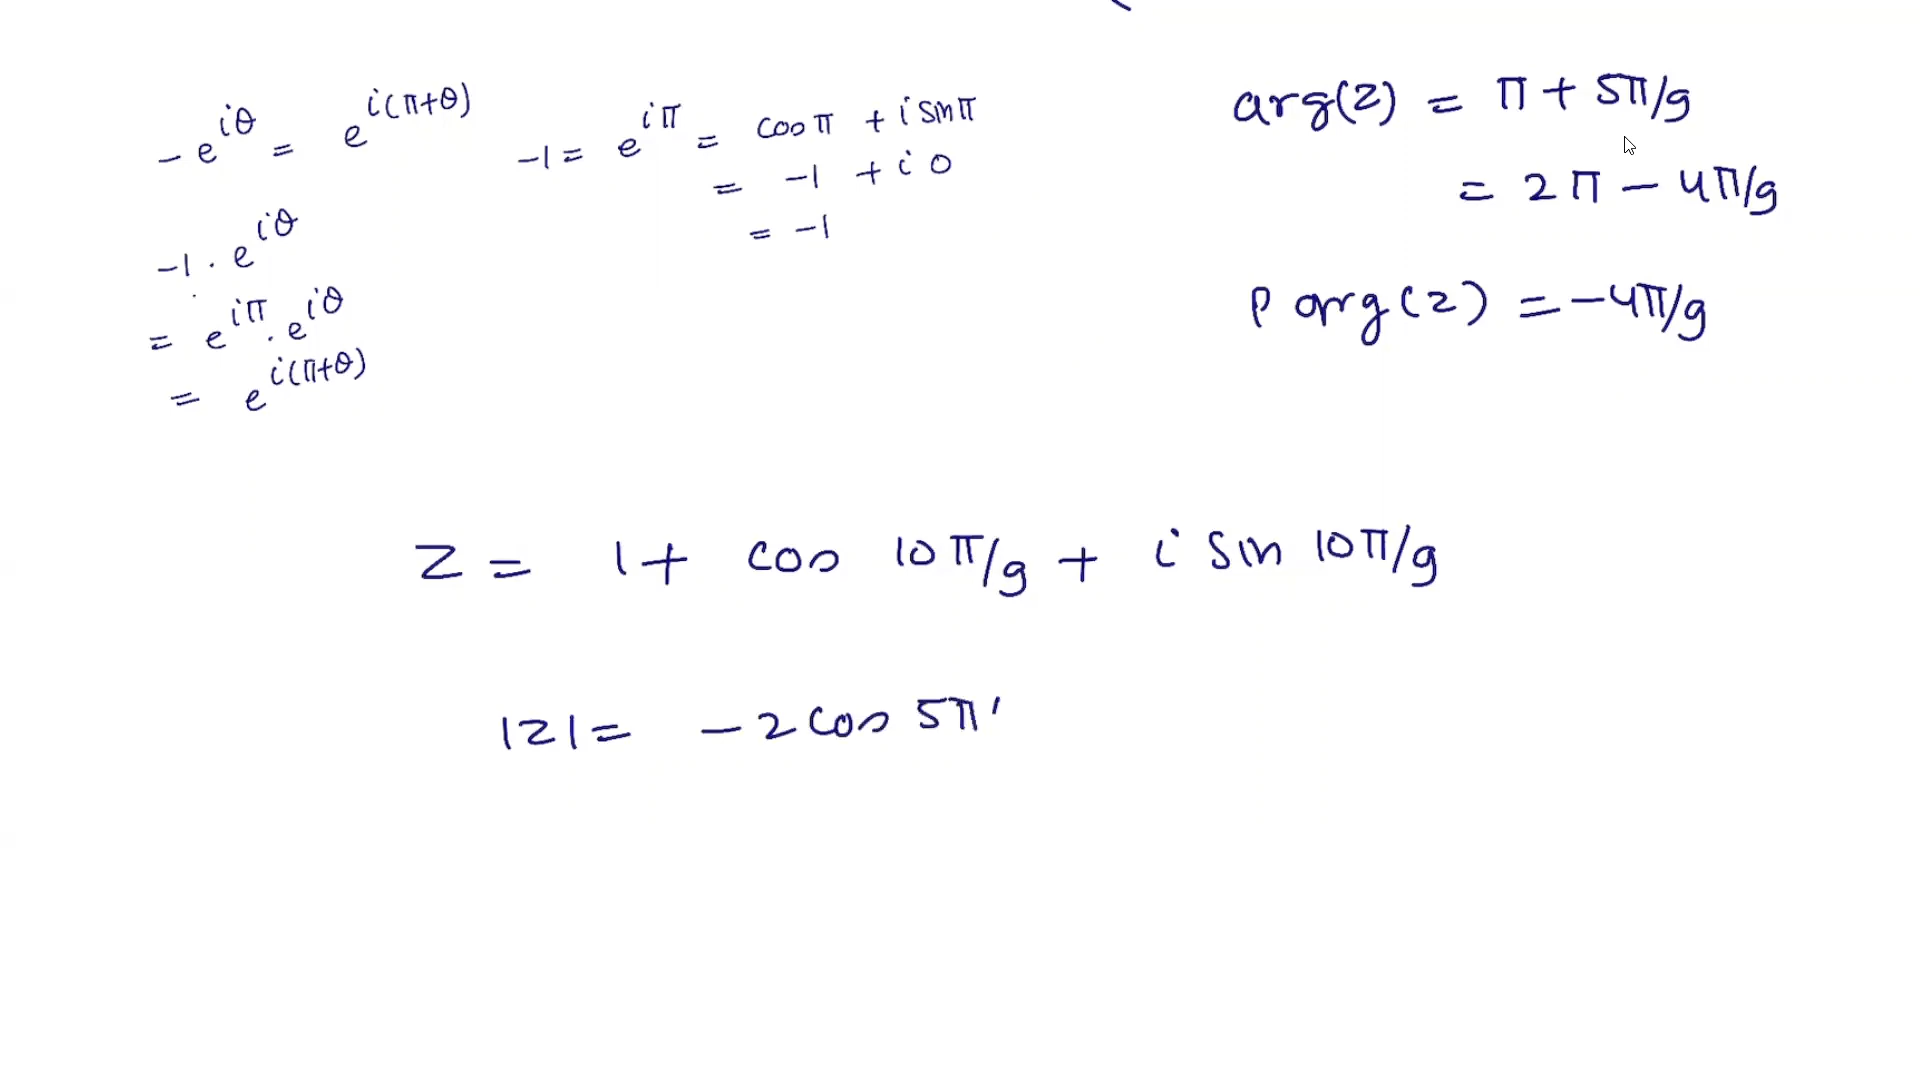 -e^{iθ} = e^{i(π+θ)}
-1 = e^{iπ} = cos π + i sin π
= -1 + i 0
= -1
-1 . e^{iθ}
= e^{iπ} . e^{iθ}
= e^{i(π+θ)}
arg(z) = π + 5π/9
= 2π - 4π/9
P arg(z) = -4π/9
z = 1 + cos 10π/9 + i sin 10π/9
|z| = -2 cos 5π'